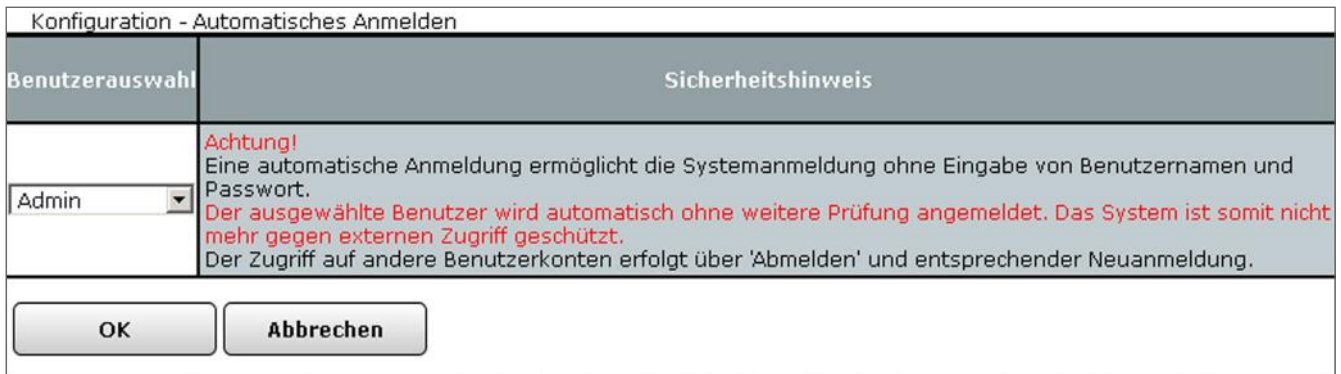 Konfiguration - Automatisches Anmelden
Benutzerauswahl
Sicherheitshinweis
Admin
Achtung!
Eine automatische Anmeldung ermöglicht die Systemanmeldung ohne Eingabe von Benutzernamen und
Passwort.
Der ausgewählte Benutzer wird automatisch ohne weitere Prüfung angemeldet. Das System ist somit nicht
mehr gegen externen Zugriff geschützt.
Der Zugriff auf andere Benutzerkonten erfolgt über 'Abmelden' und entsprechender Neuanmeldung.
OK
Abbrechen